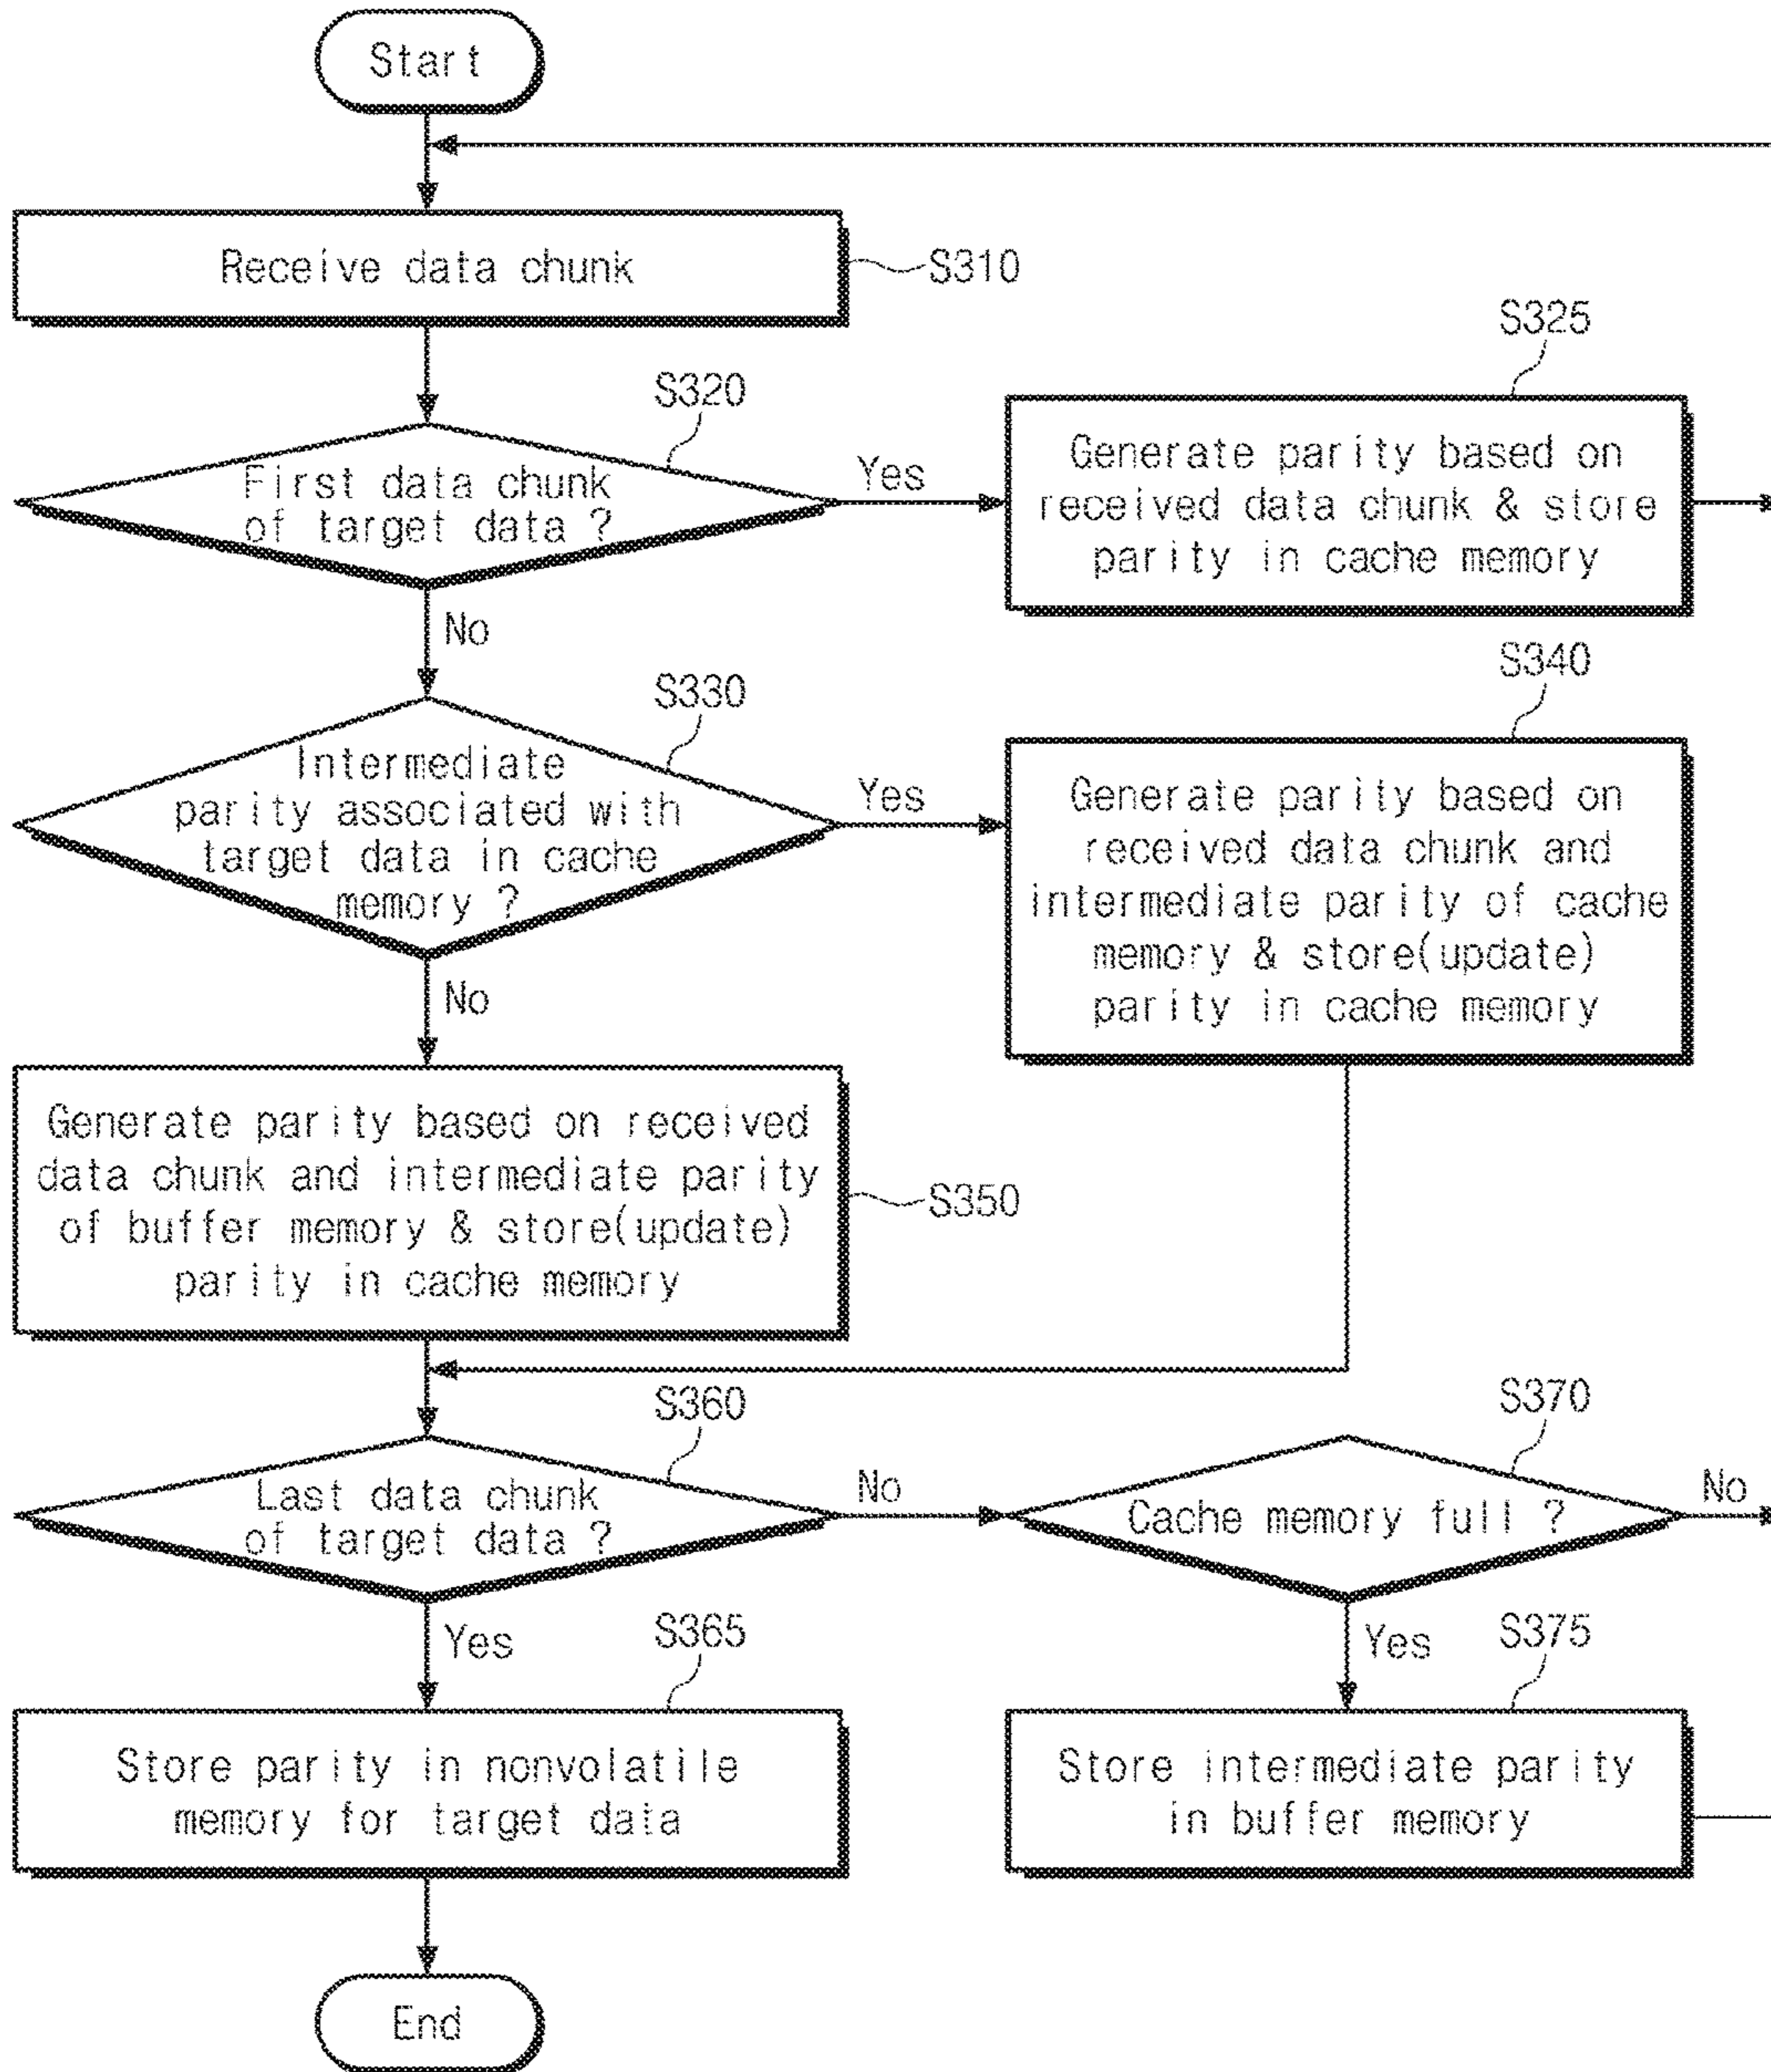 Start
Receive data chunk
S310
S320
First data chunk
of target data ?
Yes
No
S325
Generate parity based on
received data chunk & store
parity in cache memory
S330
Intermediate
parity associated with
target data in cache
memory ?
Yes
No
S340
Generate parity based on
received data chunk and
intermediate parity of cache
memory & store(update)
parity in cache memory
Generate parity based on received
data chunk and intermediate parity
of buffer memory & store(update)
parity in cache memory
S350
S360
Last data chunk
of target data ?
No
Yes
S370
Cache memory full ?
No
Yes
S365
Store parity in nonvolatile
memory for target data
S375
Store intermediate parity
in buffer memory
End